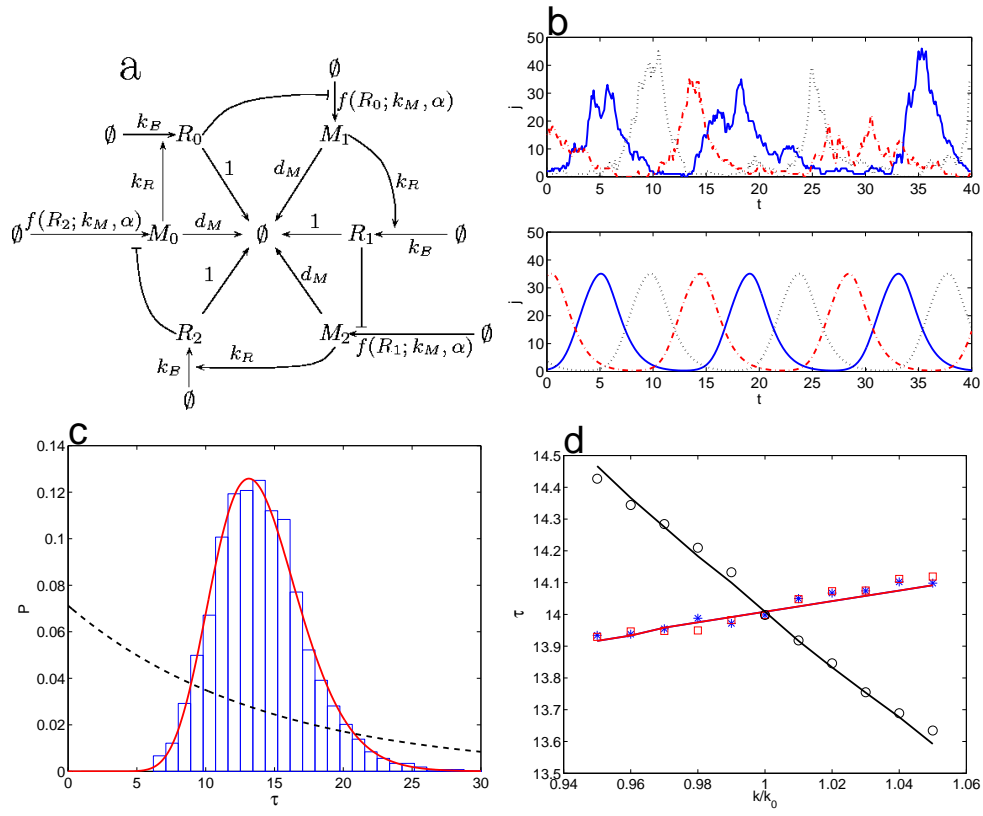 a
∅
f(R0; kM, α)
∅ kB R0 M1
1 dM kR
kR
∅ f(R2; kM, α) M0 dM ∅ 1 R1 kB ∅
1 dM
R2 kR M2 f(R1; kM, α) ∅
kB
∅
b
50
40
30
20
10
0
j
0 5 10 15 20 25 30 35 40
t
50
40
30
20
10
0
j
0 5 10 15 20 25 30 35 40
t
c
0.14
0.12
0.10
0.08
0.06
0.04
0.02
0
P
0 5 10 15 20 25 30
τ
d
14.5
14.4
14.3
14.2
14.1
14
13.9
13.8
13.7
13.6
13.5
τ
0.94 0.96 0.98 1.00 1.02 1.04 1.06
k/k0